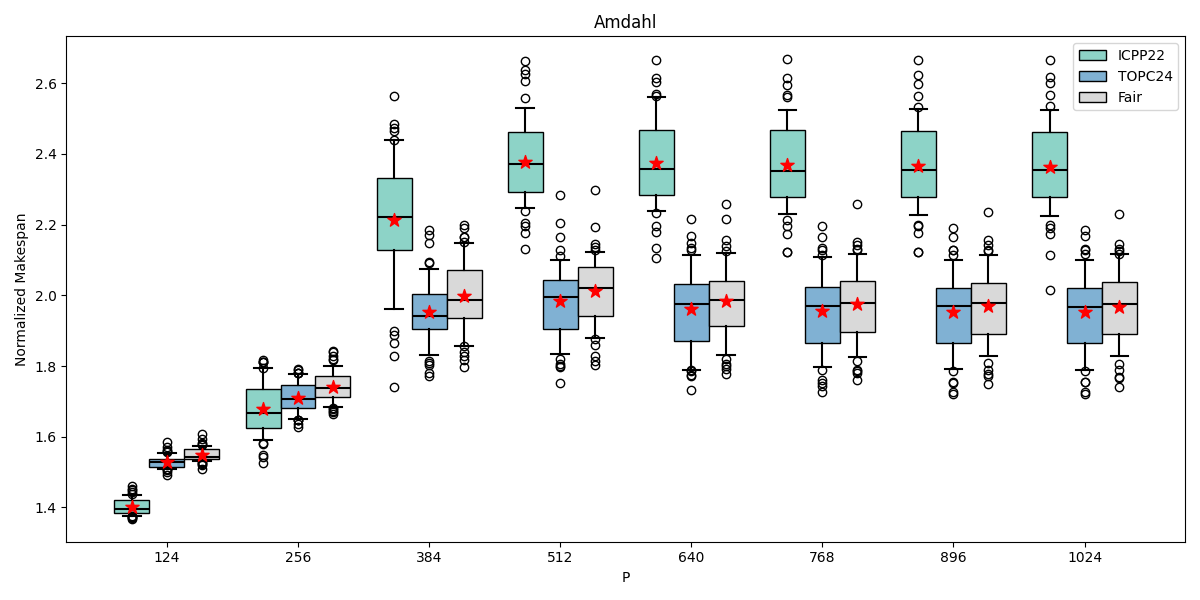 Amdahl
ICPP22
TOPC24
Fair
Normalized Makespan
2.6
2.4
2.2
2.0
1.8
1.6
1.4
124 256 384 512 640 768 896 1024
P